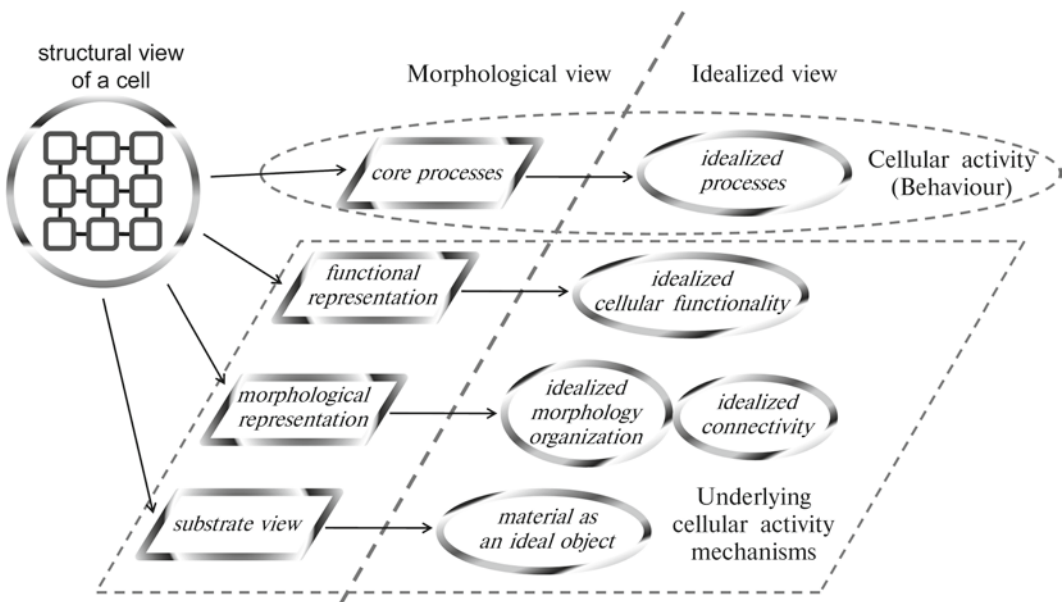 structural view
of a cell
Morphological view
Idealized view
core processes
idealized
processes
Cellular activity
(Behaviour)
functional
representation
idealized
cellular functionality
morphological
representation
idealized
morphology
organization
idealized
connectivity
substrate view
material as
an ideal object
Underlying
cellular activity
mechanisms